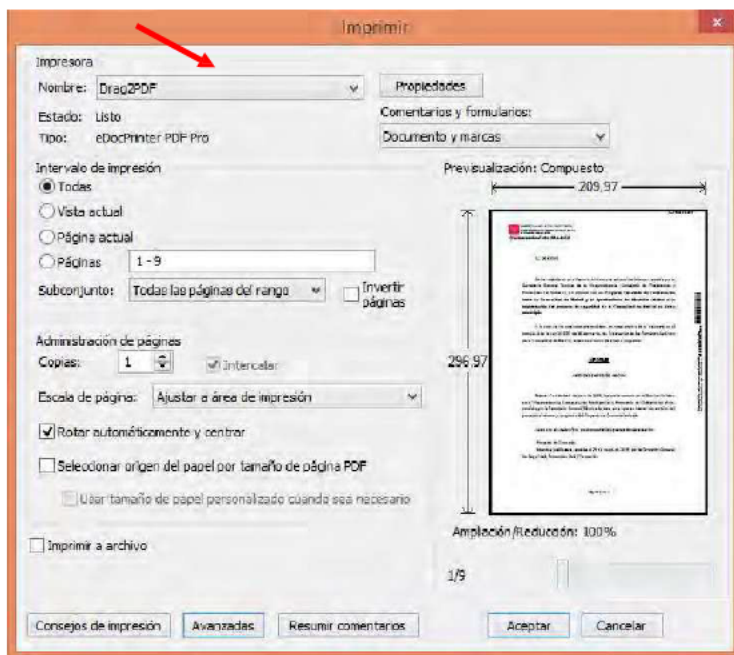 Imprimir
Impresora
Nombre: Drag2PDF
Propiedades
Estado: Listo
Comentarios y formularios:
Tipo: eDocPrinter PDF Pro
Documento y marcas
Intervalo de impresión
Previsualización: Compuesto
Todas
209,97
Vista actual
Página actual
Páginas 1 - 9
Subconjunto: Todas las páginas del rango
Invertir páginas
Administración de páginas
Copias: 1
Intercalar
296,97
Escala de página: Ajustar a área de impresión
Rotar automáticamente y centrar
Seleccionar origen del papel por tamaño de página PDF
Usar tamaño de papel personalizado cuando sea necesario
Imprimir a archivo
Ampliación/Reducción: 100%
1/9
Consejos de impresión
Avanzadas
Resumir comentarios
Aceptar
Cancelar